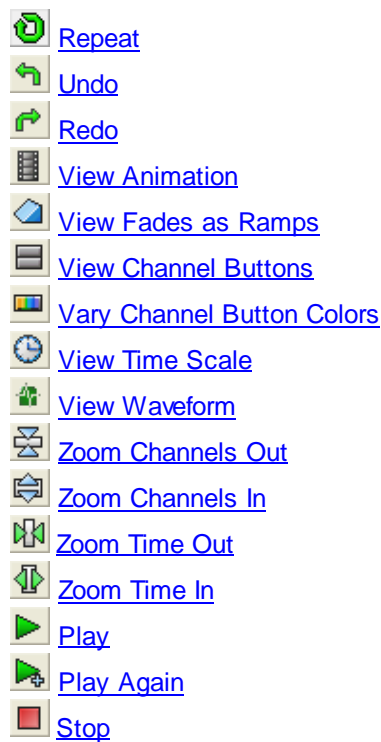 Repeat
Undo
Redo
View Animation
View Fades as Ramps
View Channel Buttons
Vary Channel Button Colors
View Time Scale
View Waveform
Zoom Channels Out
Zoom Channels In
Zoom Time Out
Zoom Time In
Play
Play Again
Stop